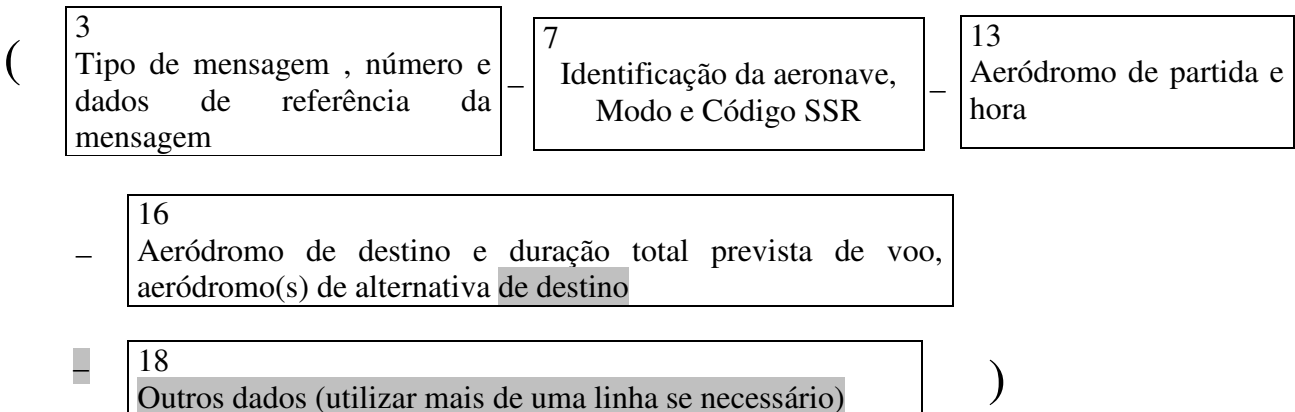 (
3
Tipo de mensagem , número e
dados de referência da
mensagem
–
7
Identificação da aeronave,
Modo e Código SSR
–
13
Aeródromo de partida e
hora
–
16
Aeródromo de destino e duração total prevista de voo,
aeródromo(s) de alternativa de destino
–
18
Outros dados (utilizar mais de uma linha se necessário)
)